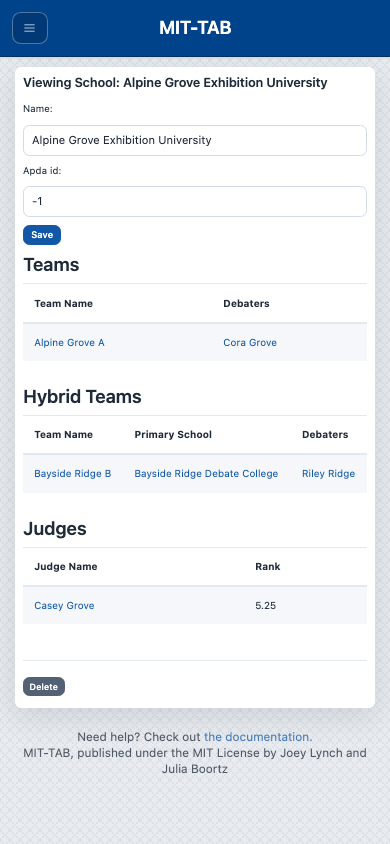 MIT-TAB
Viewing School: Alpine Grove Exhibition University
Name:
Alpine Grove Exhibition University
Apda id:
-1
Save
Teams
Team Name Debaters
Alpine Grove A Cora Grove
Hybrid Teams
Team Name Primary School Debaters
Bayside Ridge B Bayside Ridge Debate College Riley Ridge
Judges
Judge Name Rank
Casey Grove 5.25
Delete
Need help? Check out the documentation.
MIT-TAB, published under the MIT License by Joey Lynch and
Julia Boortz